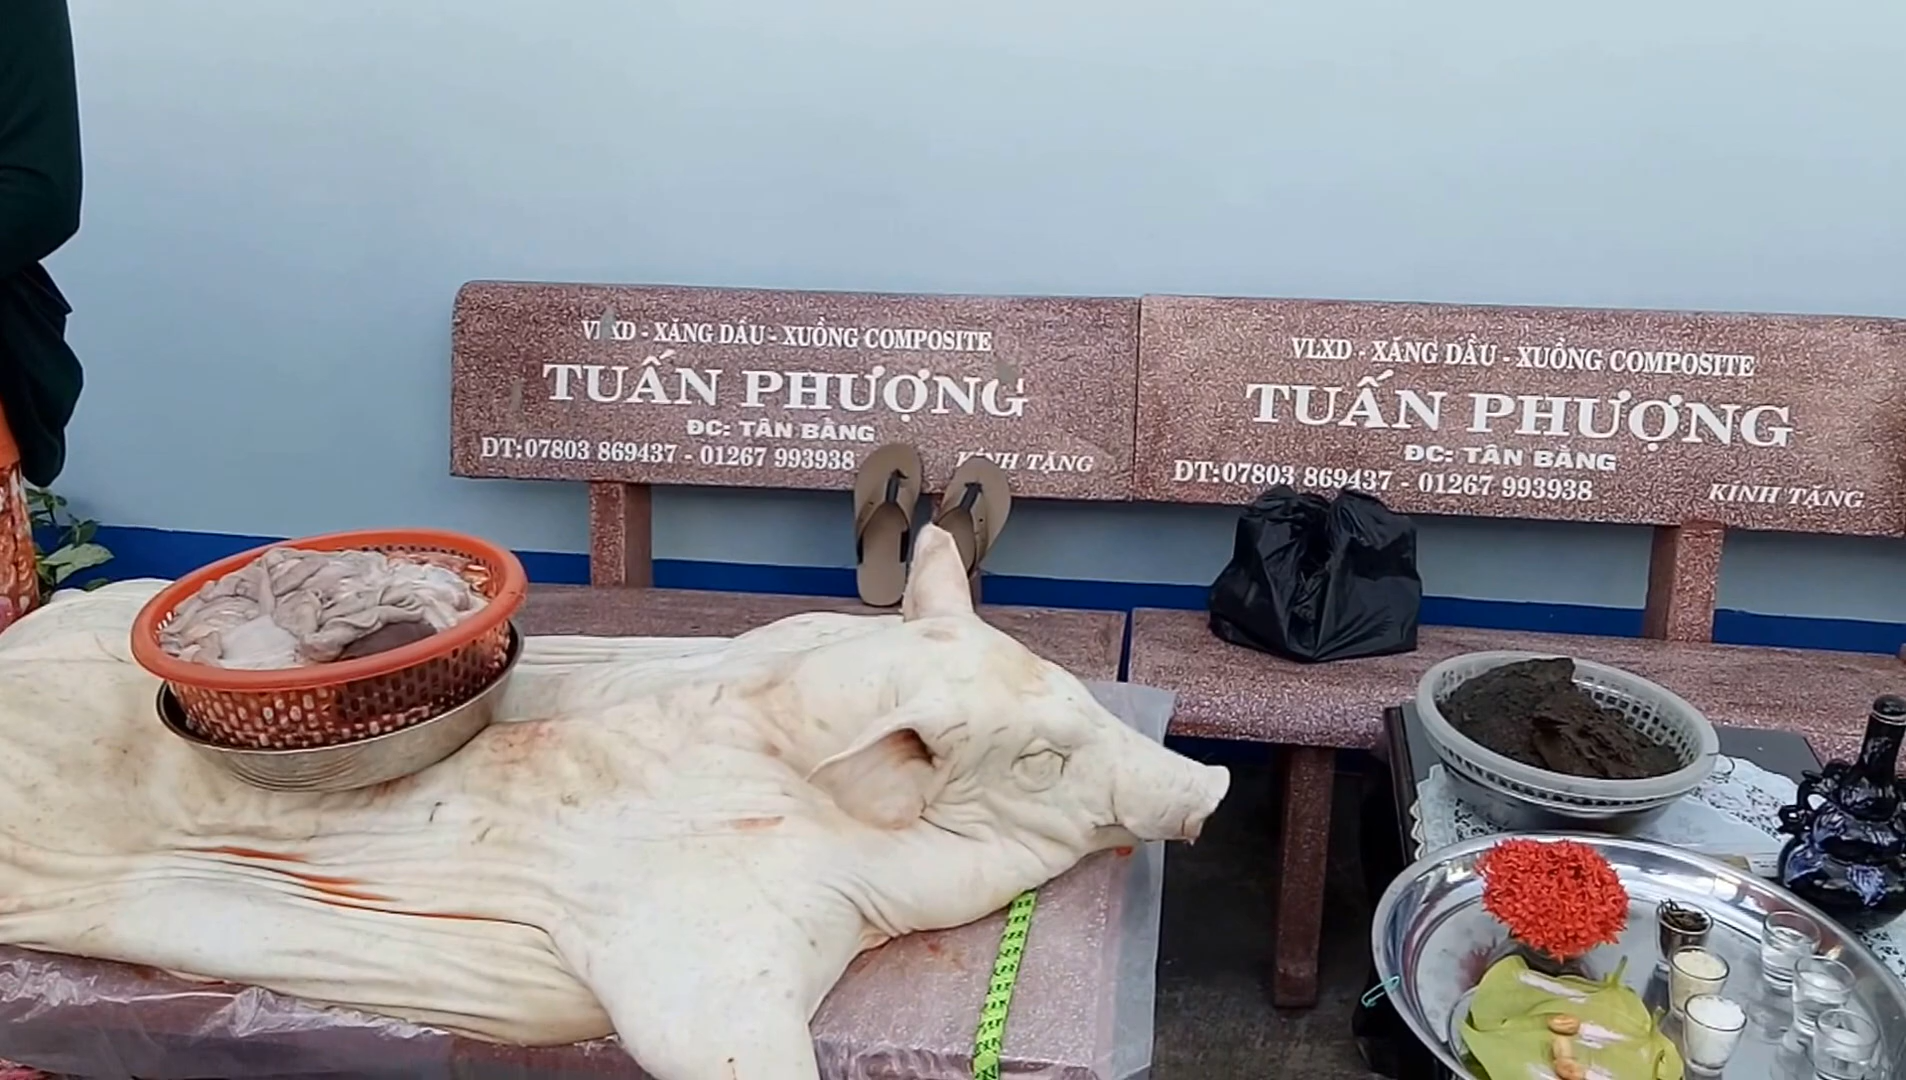 VLXD - XĂNG DẦU - XUỒNG COMPOSITE
TUẤN PHƯỢNG
ĐC: TÂN BẰNG
ĐT: 07803 869437 - 01267 993938
KÍNH TẶNG
VLXD - XĂNG DẦU - XUỒNG COMPOSITE
TUẤN PHƯỢNG
ĐC: TÂN BẰNG
ĐT: 07803 869437 - 01267 993938
KÍNH TẶNG